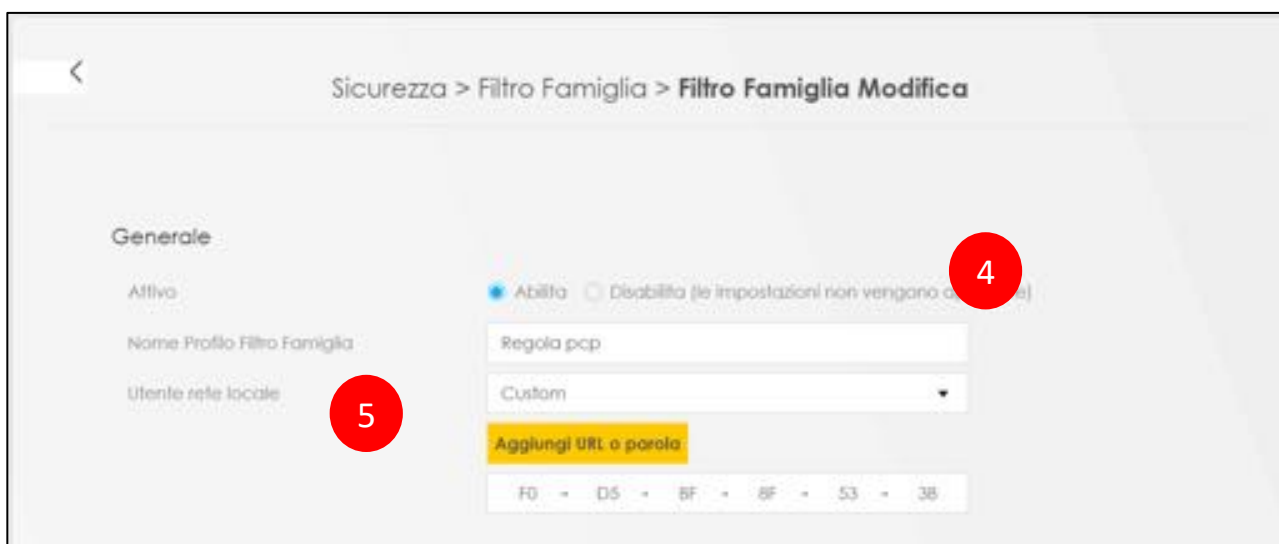 Sicurezza > Filtro Famiglia > Filtro Famiglia Modifica
Generale
4
Attivo
Abilita Disabilita (le impostazioni non vengono
Nome Profilo Filtro Famiglia
Regola pcp
Utente rete locale
5
Custom
Aggiungi URL o parola
F0 - D5 - BF - 8F - 53 - 38